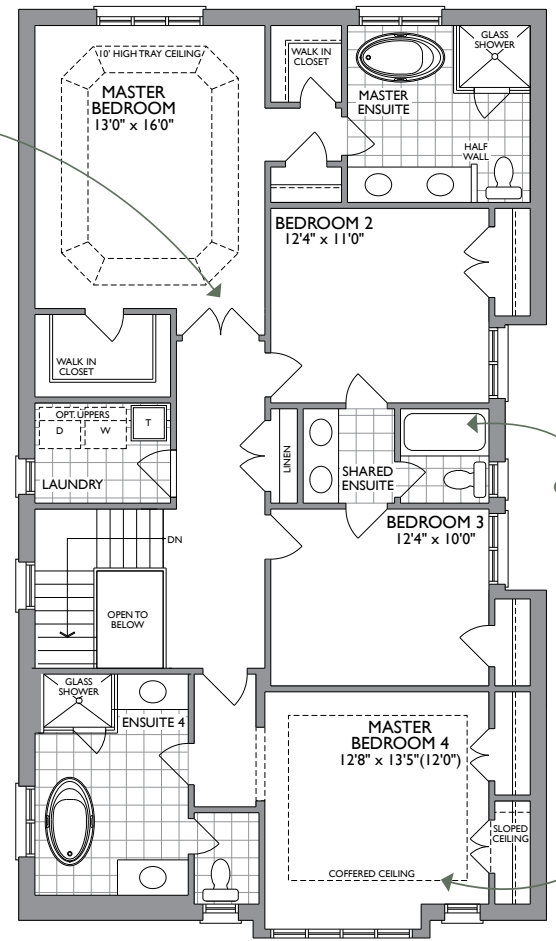 10' HIGH TRAY CEILING
MASTER
BEDROOM
13'0" x 16'0"
WALK IN
CLOSET
GLASS
SHOWER
MASTER
ENSUITE
HALF
WALL
BEDROOM 2
12'4" x 11'0"
WALK IN
CLOSET
OPT. UPPERS
D
W
T
LAUNDRY
LINEN
SHARED
ENSUITE
BEDROOM 3
12'4" x 10'0"
DN
OPEN TO
BELOW
GLASS
SHOWER
ENSUITE 4
MASTER
BEDROOM 4
12'8" x 13'5"(12'0")
SLOPED
CEILING
COFFERED CEILING